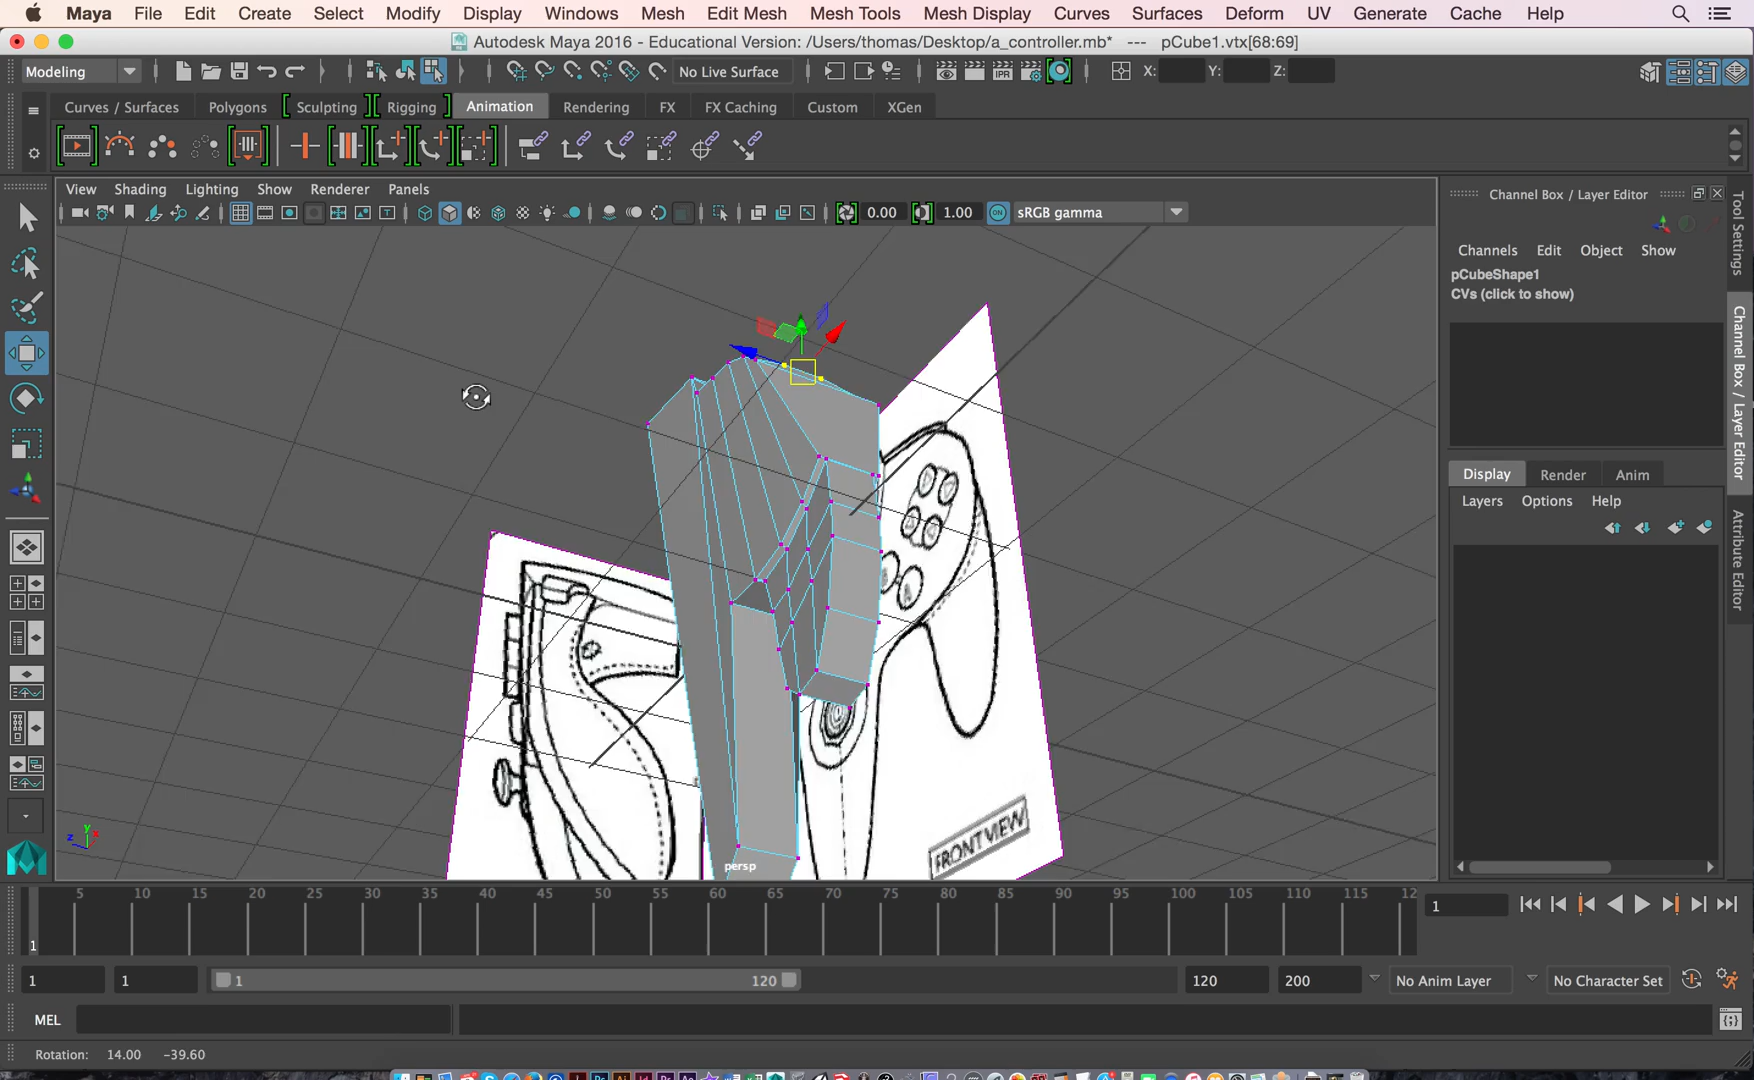 Maya File Edit Create Select Modify Display Windows Mesh Edit Mesh Mesh Tools Mesh Display Curves Surfaces Deform UV Generate Cache Help
Autodesk Maya 2016 - Educational Version: /Users/thomas/Desktop/a_controller.mb* --- pCube1.vtx[68:69]
Modeling No Live Surface X: Y: Z:
Curves / Surfaces Polygons Sculpting Rigging Animation Rendering FX FX Caching Custom XGen
View Shading Lighting Show Renderer Panels
0.00 1.00 sRGB gamma
Channel Box / Layer Editor
Channels Edit Object Show
pCubeShape1
CVs (click to show)
Display Render Anim
Layers Options Help
Tool Settings
Channel Box / Layer Editor
Attribute Editor
FRONT VIEW
persp
5 10 15 20 25 30 35 40 45 50 55 60 65 70 75 80 85 90 95 100 105 110 115 12
1
1
1 1 1 120 120 200 No Anim Layer No Character Set
MEL
Rotation: 14.00 -39.60